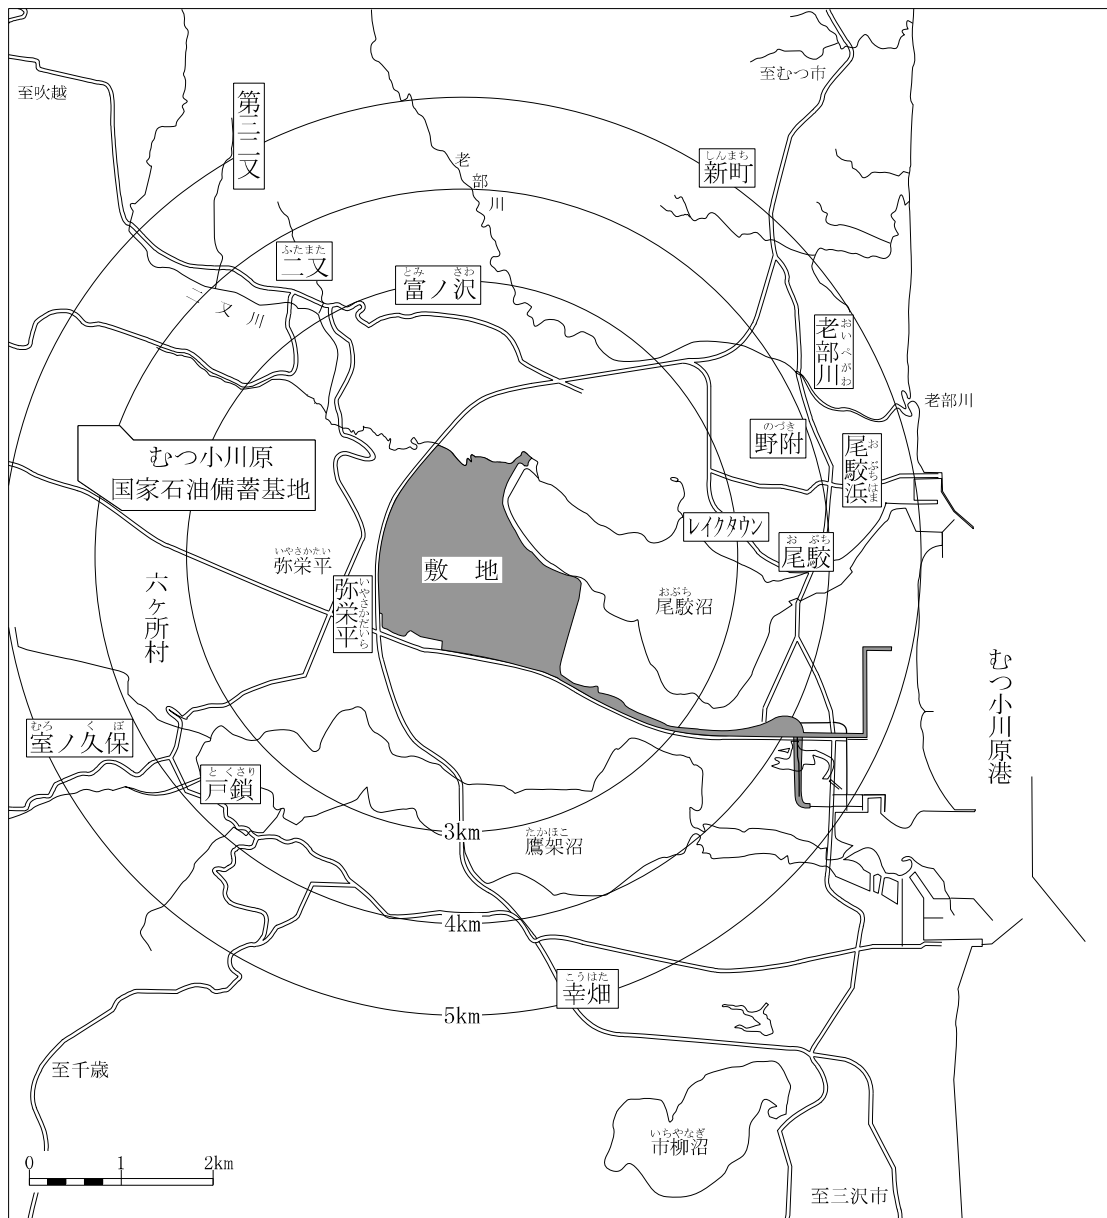 至むつ市
至吹越
第三二又
しんまち
新町
老部川
ふたまた
二又
とみ さわ
富ノ沢
二又川
おいぺがわ
老部川
老部川
のづき
野附
おぶちはま
尾駮浜
むつ小川原
国家石油備蓄基地
レイクタウン
お ぶち
尾駮
いやさかたい
弥栄平
敷 地
いやさかだいら
弥栄平
おぶち
尾駮沼
六ケ所村
むつ小川原港
むろ く ぼ
室ノ久保
と くさり
戸鎖
3km
たかほこ
鷹架沼
4km
こうはた
幸畑
5km
至千歳
いちやなぎ
市柳沼
0 1 2km
至三沢市